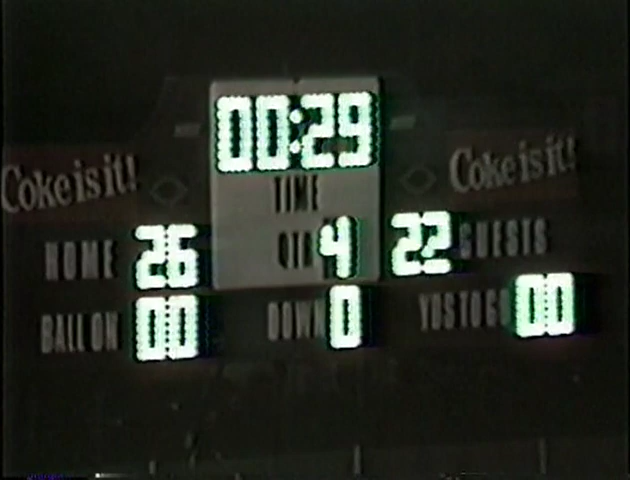 00:29
TIME
Coke is it!
Coke is it!
HOME 26 QTR 4 22 GUESTS
BALL ON 00 DOWN 0 YDS TO GO 00